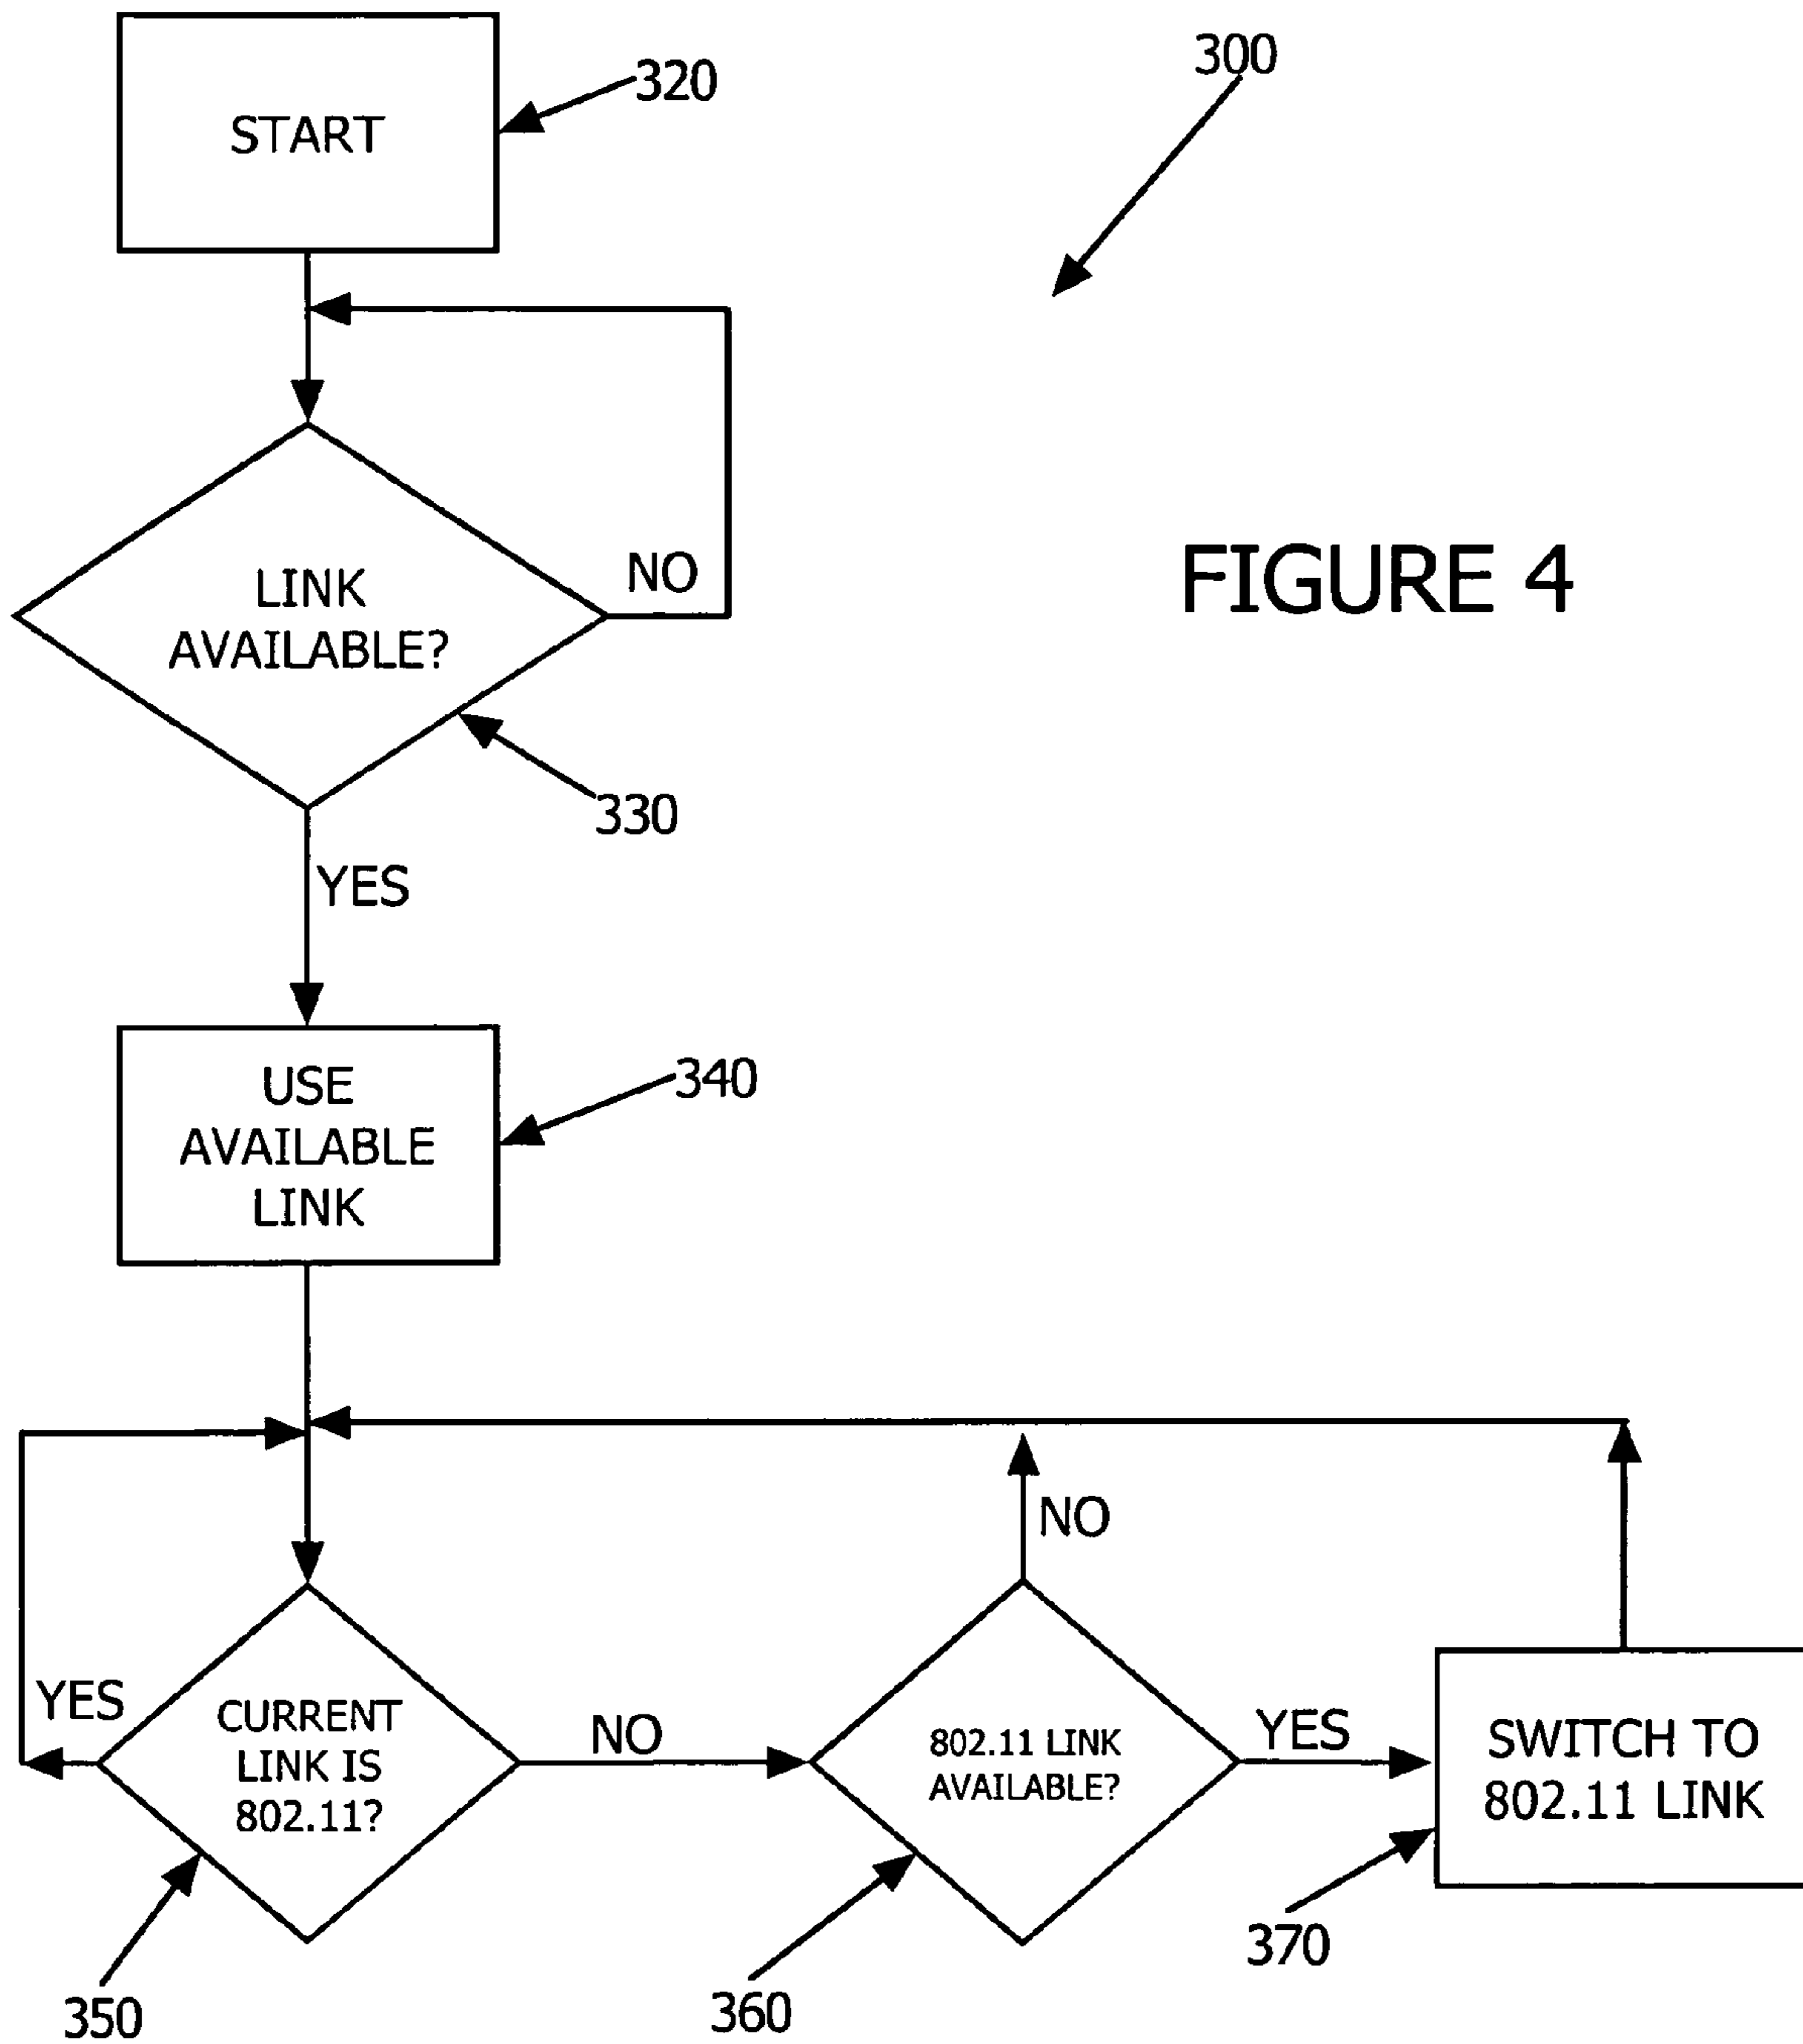 300
320
START
LINK
AVAILABLE?
NO
FIGURE 4
330
YES
USE
AVAILABLE
LINK
340
YES
CURRENT
LINK IS
802.11?
NO
802.11 LINK
AVAILABLE?
NO
YES
SWITCH TO
802.11 LINK
350
360
370